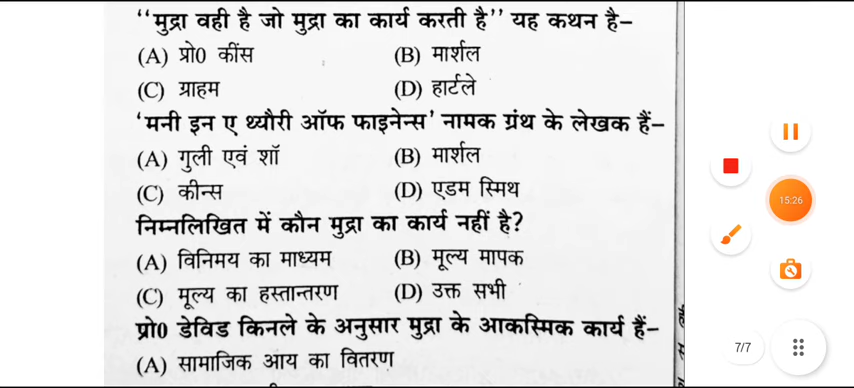 ‘‘मुद्रा वही है जो मुद्रा का कार्य करती है’’ यह कथन है–
(A) प्रो0 कींस (B) मार्शल
(C) ग्राहम (D) हार्टले
‘मनी इन ए थ्यौरी ऑफ फाइनेन्स’ नामक ग्रंथ के लेखक हैं–
(A) गुली एवं शॉ (B) मार्शल
(C) कीन्स (D) एडम स्मिथ
निम्नलिखित में कौन मुद्रा का कार्य नहीं है?
(A) विनिमय का माध्यम (B) मूल्य मापक
(C) मूल्य का हस्तान्तरण (D) उक्त सभी
प्रो0 डेविड किनले के अनुसार मुद्रा के आकस्मिक कार्य हैं–
(A) सामाजिक आय का वितरण
15:26
7/7